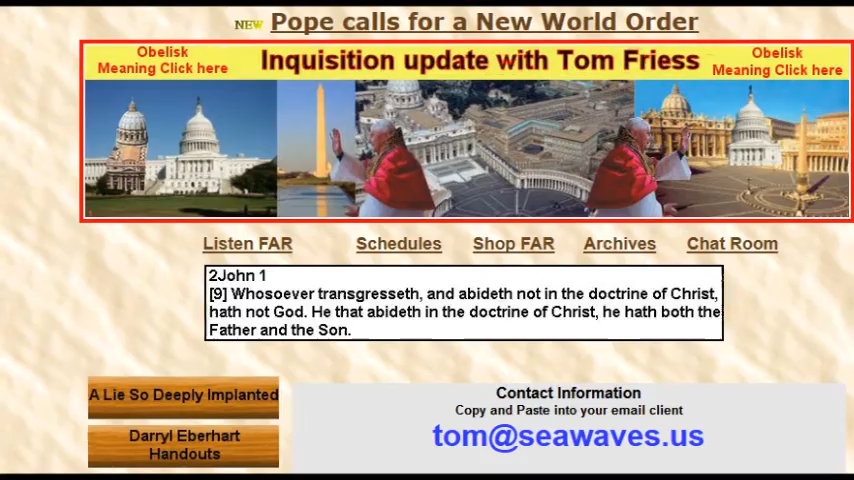 NEW Pope calls for a New World Order
Obelisk
Meaning Click here
Inquisition update with Tom Friess
Obelisk
Meaning Click here
Listen FAR Schedules Shop FAR Archives Chat Room
2John 1
[9] Whosoever transgresseth, and abideth not in the doctrine of Christ,
hath not God. He that abideth in the doctrine of Christ, he hath both the
Father and the Son.
A Lie So Deeply Implanted
Darryl Eberhart
Handouts
Contact Information
Copy and Paste into your email client
tom@seawaves.us